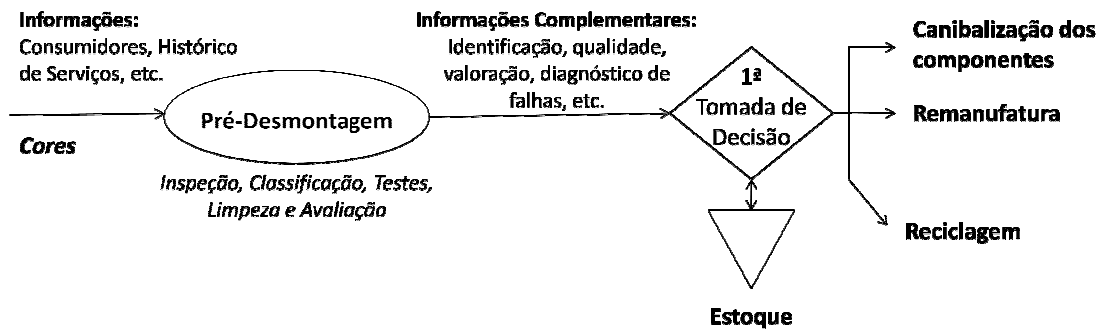 Informações:
Consumidores, Histórico
de Serviços, etc.
Cores
Pré-Desmontagem
Inspeção, Classificação, Testes,
Limpeza e Avaliação
Informações Complementares:
Identificação, qualidade,
valoração, diagnóstico de
falhas, etc.
1ª
Tomada de
Decisão
Estoque
Canibalização dos
componentes
Remanufatura
Reciclagem